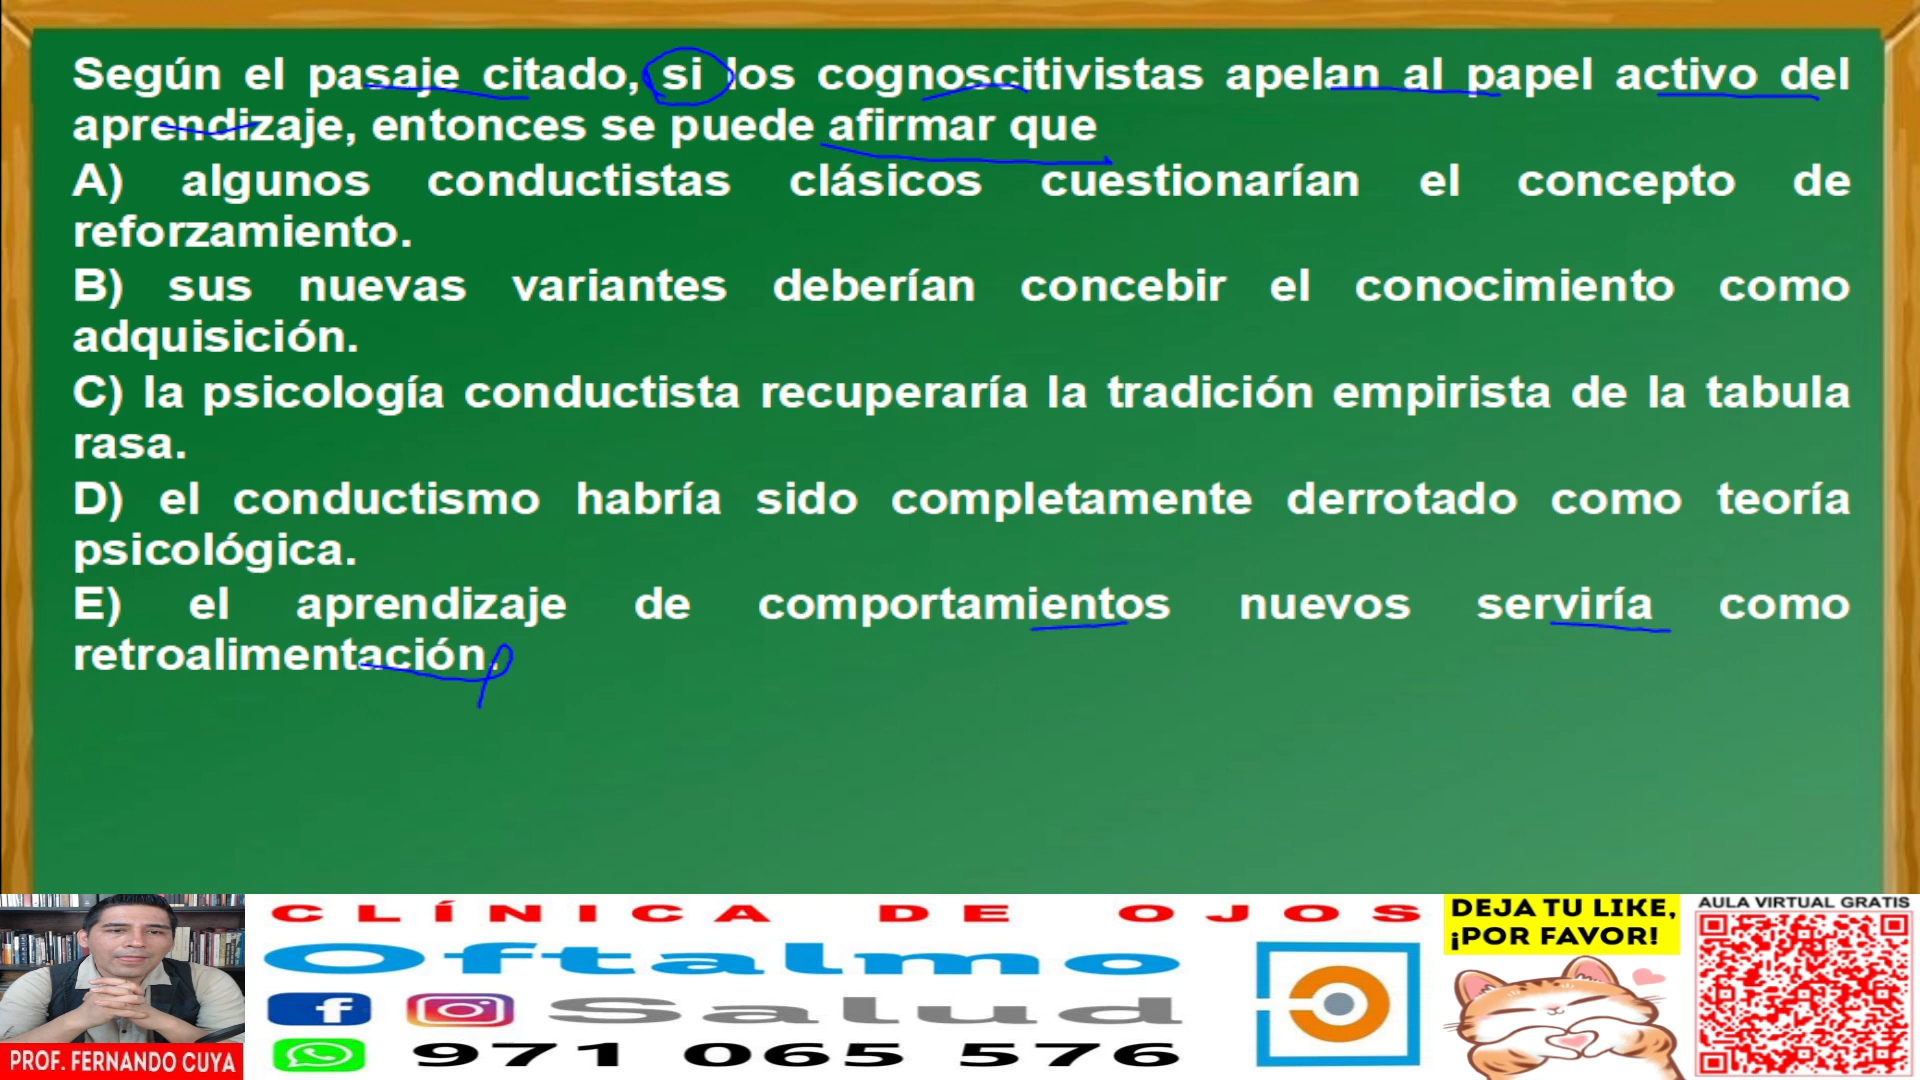 Según el pasaje citado, si los cognoscitivistas apelan al papel activo del
aprendizaje, entonces se puede afirmar que
A) algunos conductistas clásicos cuestionarían el concepto de
reforzamiento.
B) sus nuevas variantes deberían concebir el conocimiento como
adquisición.
C) la psicología conductista recuperaría la tradición empirista de la tabula
rasa.
D) el conductismo habría sido completamente derrotado como teoría
psicológica.
E) el aprendizaje de comportamientos nuevos serviría como
retroalimentación.
PROF. FERNANDO CUYA
CLÍNICA DE OJOS
Oftalmo
Salud
971 065 576
DEJA TU LIKE,
¡POR FAVOR!
AULA VIRTUAL GRATIS